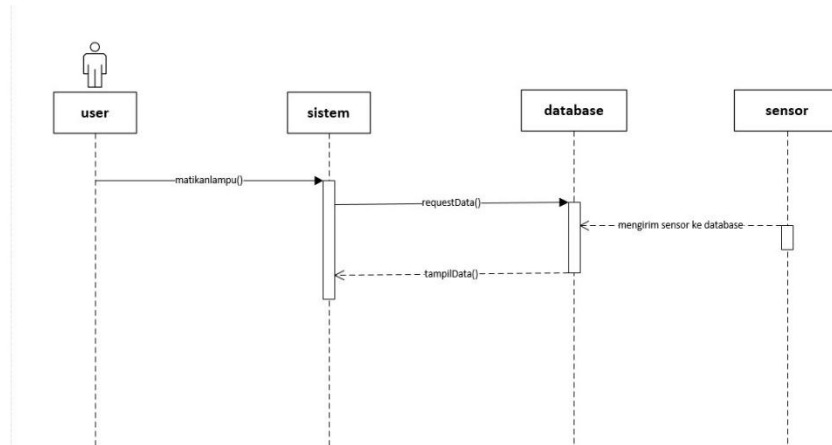 user
sistem
database
sensor
matikanlampu()
requestData()
mengirim sensor ke database
tampilData()